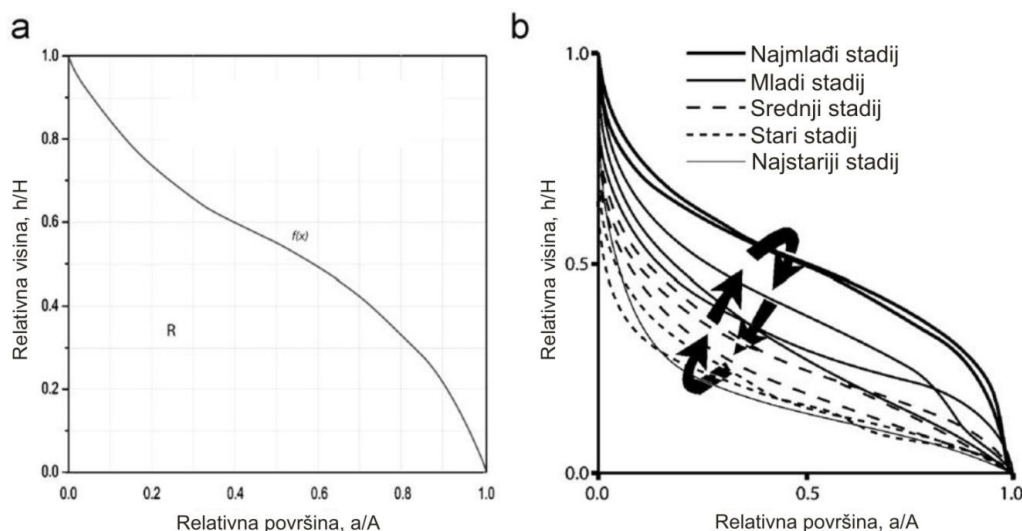 a
1.0
0.8
0.6
0.4
0.2
0.0
0.0
0.2
0.4
0.6
0.8
1.0
Relativna visina, h/H
Relativna površina, a/A
f(x)
R
b
1.0
0.5
0.0
0.0
0.5
1.0
Relativna visina, h/H
Relativna površina, a/A
Najmlađi stadij
Mladi stadij
Srednji stadij
Stari stadij
Najstariji stadij